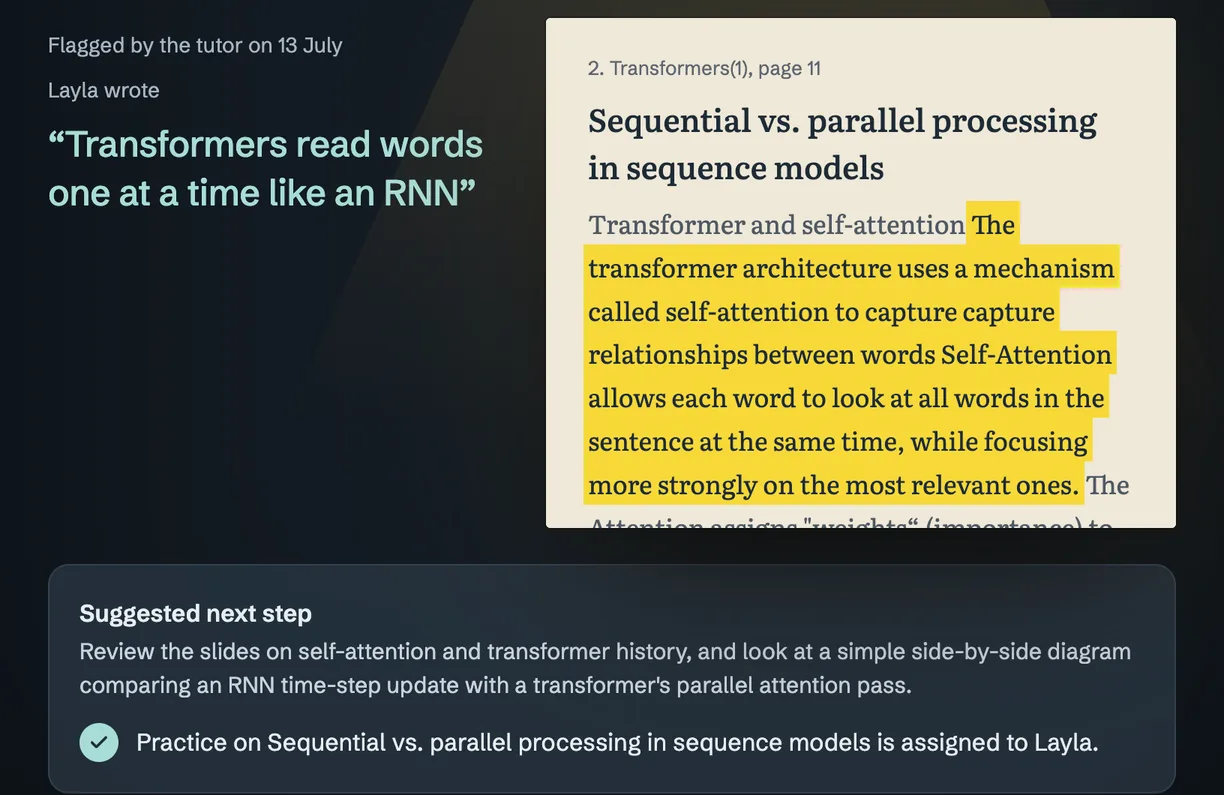 Flagged by the tutor on 13 July
Layla wrote
“Transformers read words
one at a time like an RNN”
2. Transformers(1), page 11
Sequential vs. parallel processing
in sequence models
Transformer and self-attention The
transformer architecture uses a mechanism
called self-attention to capture capture
relationships between words Self-Attention
allows each word to look at all words in the
sentence at the same time, while focusing
more strongly on the most relevant ones. The
Attention assigns "weights“ (importance) to
Suggested next step
Review the slides on self-attention and transformer history, and look at a simple side-by-side diagram
comparing an RNN time-step update with a transformer's parallel attention pass.
Practice on Sequential vs. parallel processing in sequence models is assigned to Layla.